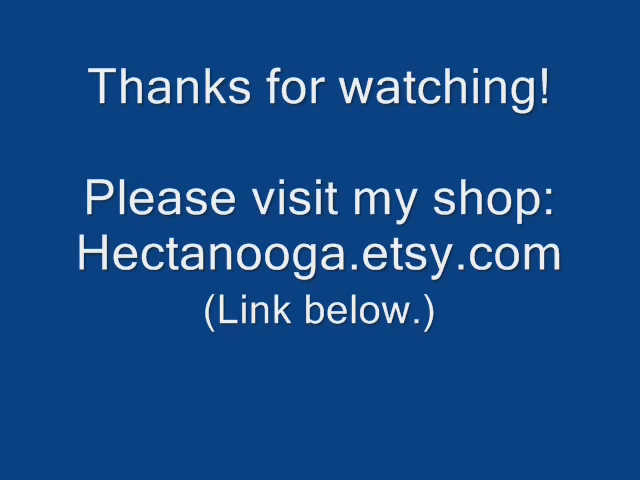 Thanks for watching!
Please visit my shop:
Hectanooga.etsy.com
(Link below.)